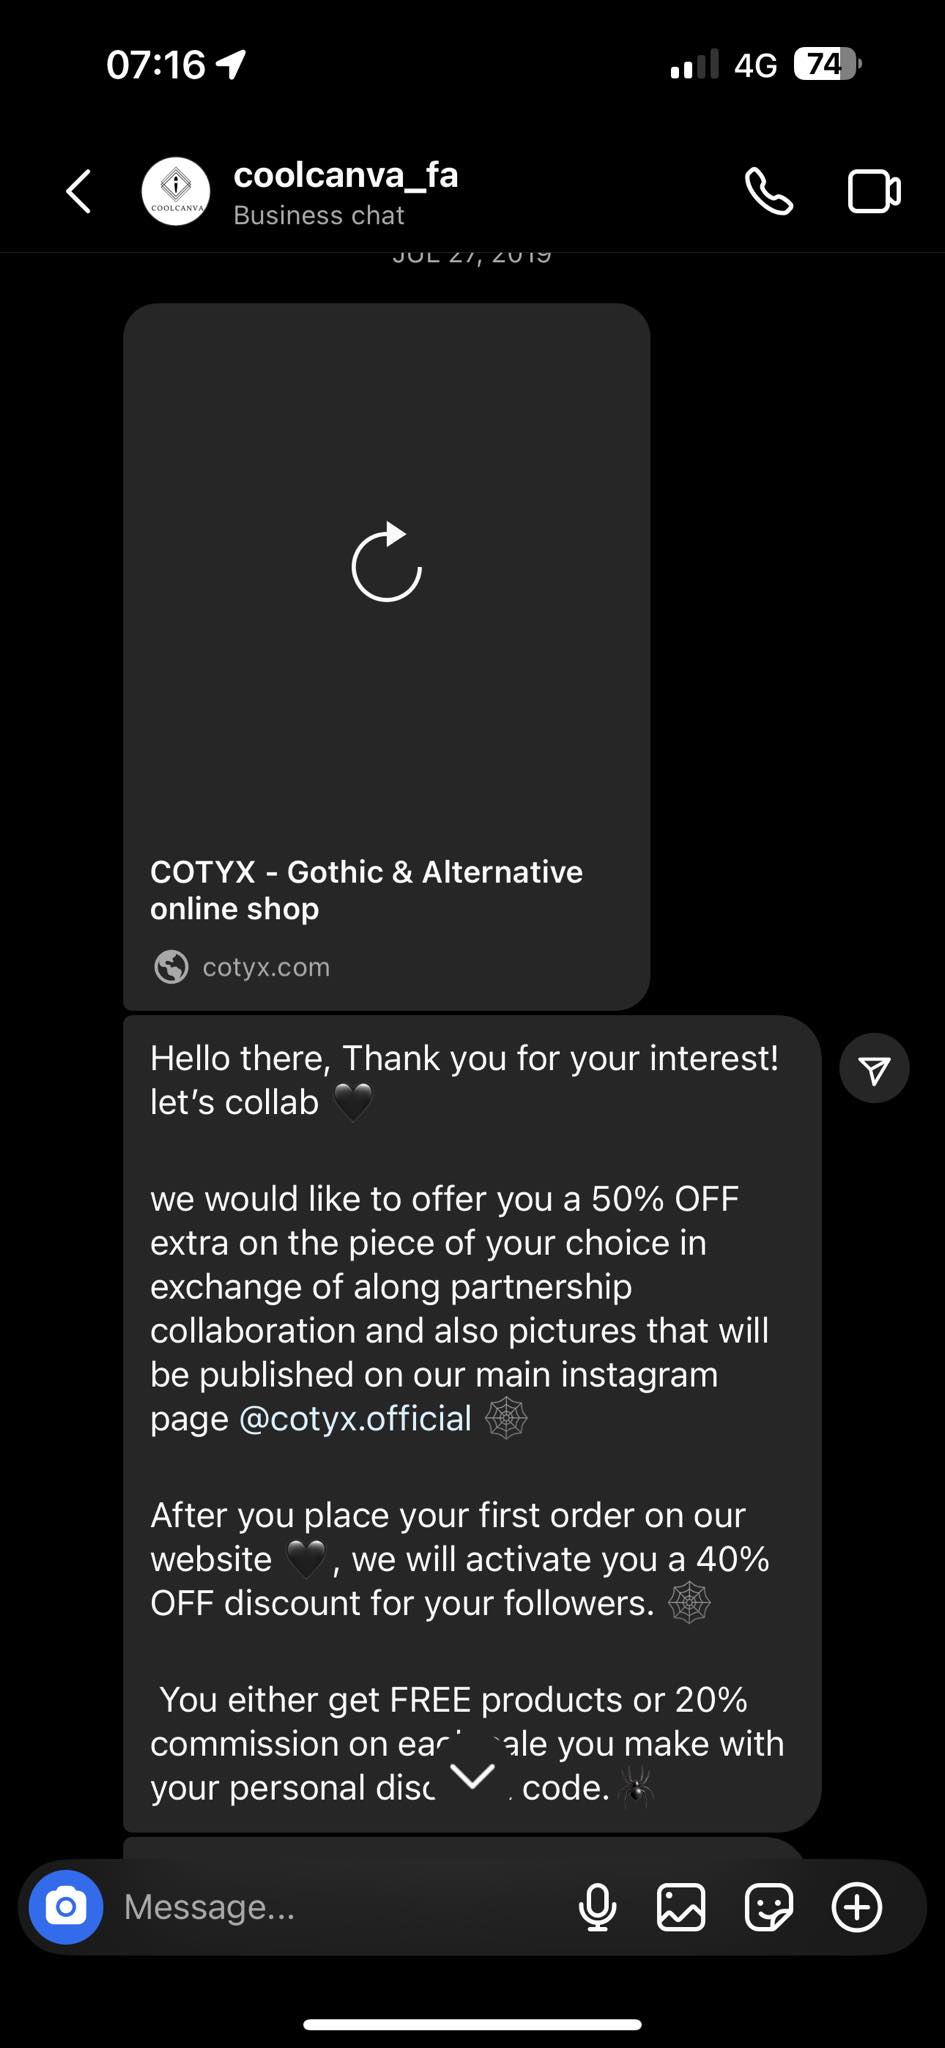 07:16
4G
74
coolcanva_fa
COOLCANVA
Business chat
JUL 27, 2019
COTYX - Gothic & Alternative
online shop
cotyx.com
Hello there, Thank you for your interest!
let's collab 🖤
we would like to offer you a 50% OFF
extra on the piece of your choice in
exchange of along partnership
collaboration and also pictures that will
be published on our main instagram
page @cotyx.official 🕸️
After you place your first order on our
website 🖤, we will activate you a 40%
OFF discount for your followers. 🕸️
You either get FREE products or 20%
commission on each sale you make with
your personal code. 🕷️
Message...